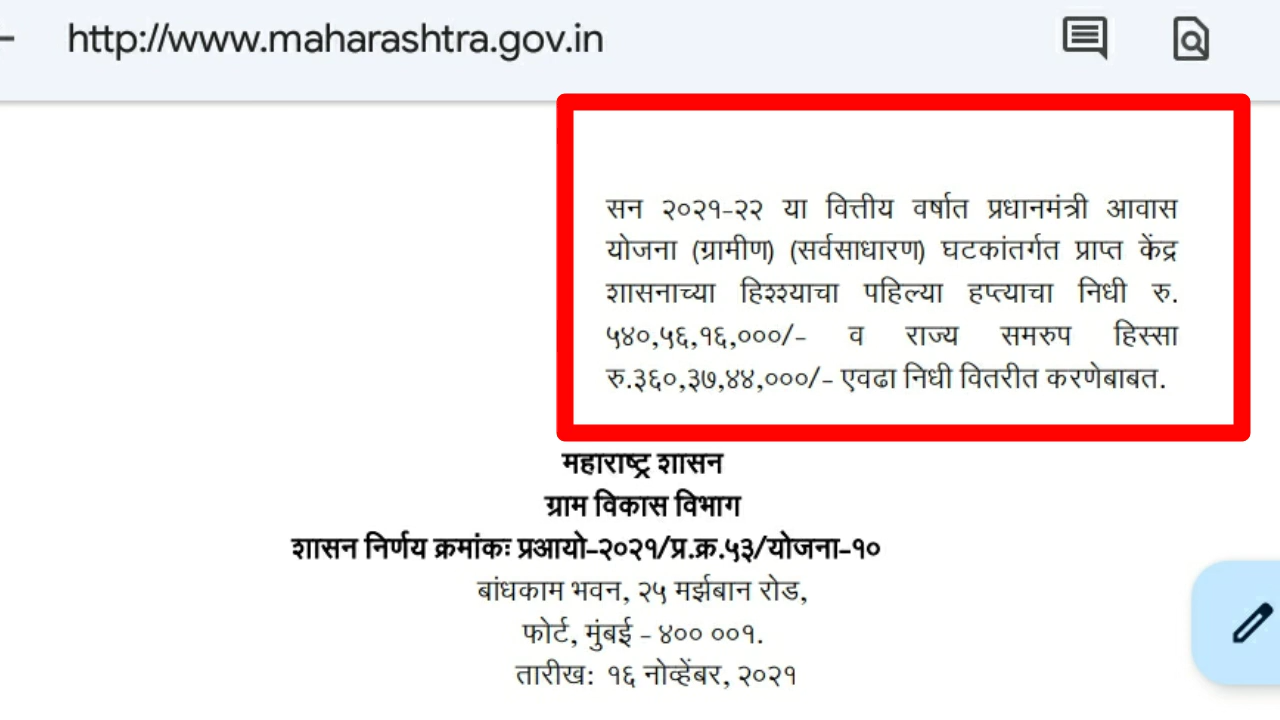 http://www.maharashtra.gov.in
सन २०२१-२२ या वित्तीय वर्षात प्रधानमंत्री आवास
योजना (ग्रामीण) (सर्वसाधारण) घटकांतर्गत प्राप्त केंद्र
शासनाच्या हिश्श्याचा पहिल्या हप्त्याचा निधी रु.
५४०,५६,१६,०००/- व राज्य समरुप हिस्सा
रु.३६०,३७,४४,०००/- एवढा निधी वितरीत करणेबाबत.
महाराष्ट्र शासन
ग्राम विकास विभाग
शासन निर्णय क्रमांकः प्रआयो-२०२१/प्र.क्र.५३/योजना-१०
बांधकाम भवन, २५ मर्झबान रोड,
फोर्ट, मुंबई - ४०० ००१.
तारीख: १६ नोव्हेंबर, २०२१